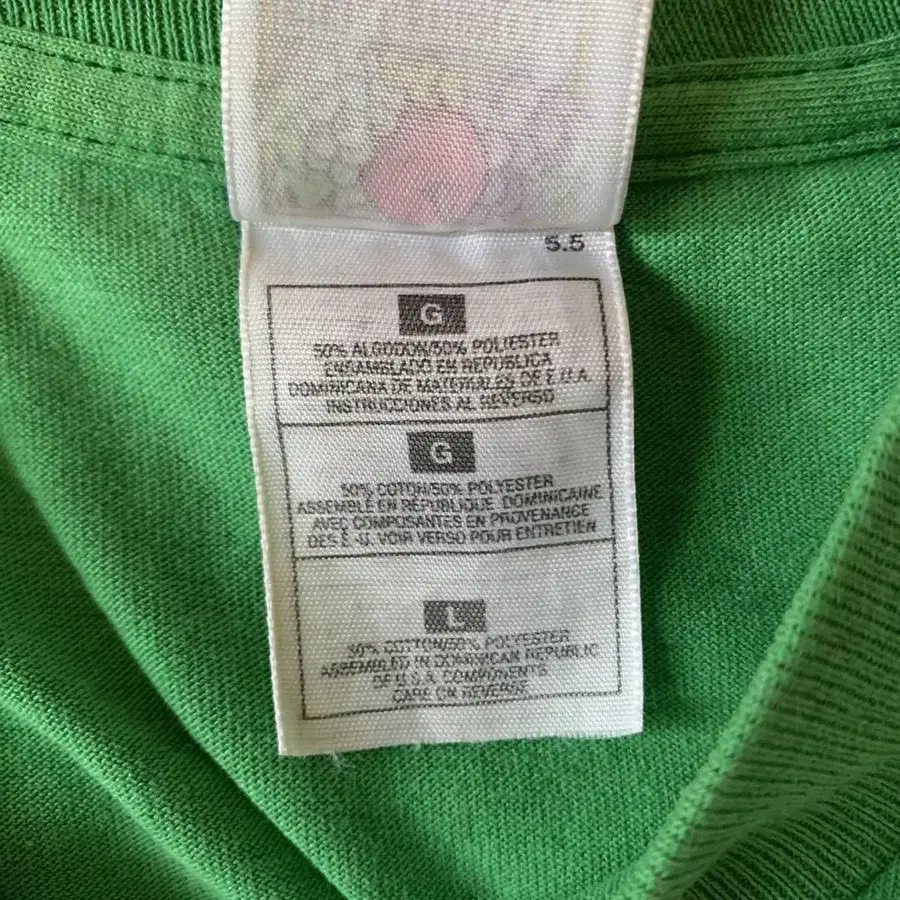 5.5
G
50% ALGODON/50% POLIESTER
ENSAMBLADO EN REPUBLICA
DOMINICANA DE MATERIALES DE E.U.A.
INSTRUCCIONES AL REVERSO
G
50% COTON/50% POLYESTER
ASSEMBLÉ EN RÉPUBLIQUE DOMINICAINE
AVEC COMPOSANTES EN PROVENANCE
DES É.-U. VOIR VERSO POUR ENTRETIEN
L
50% COTTON/50% POLYESTER
ASSEMBLED IN DOMINICAN REPUBLIC
OF U.S.A. COMPONENTS
CARE ON REVERSE